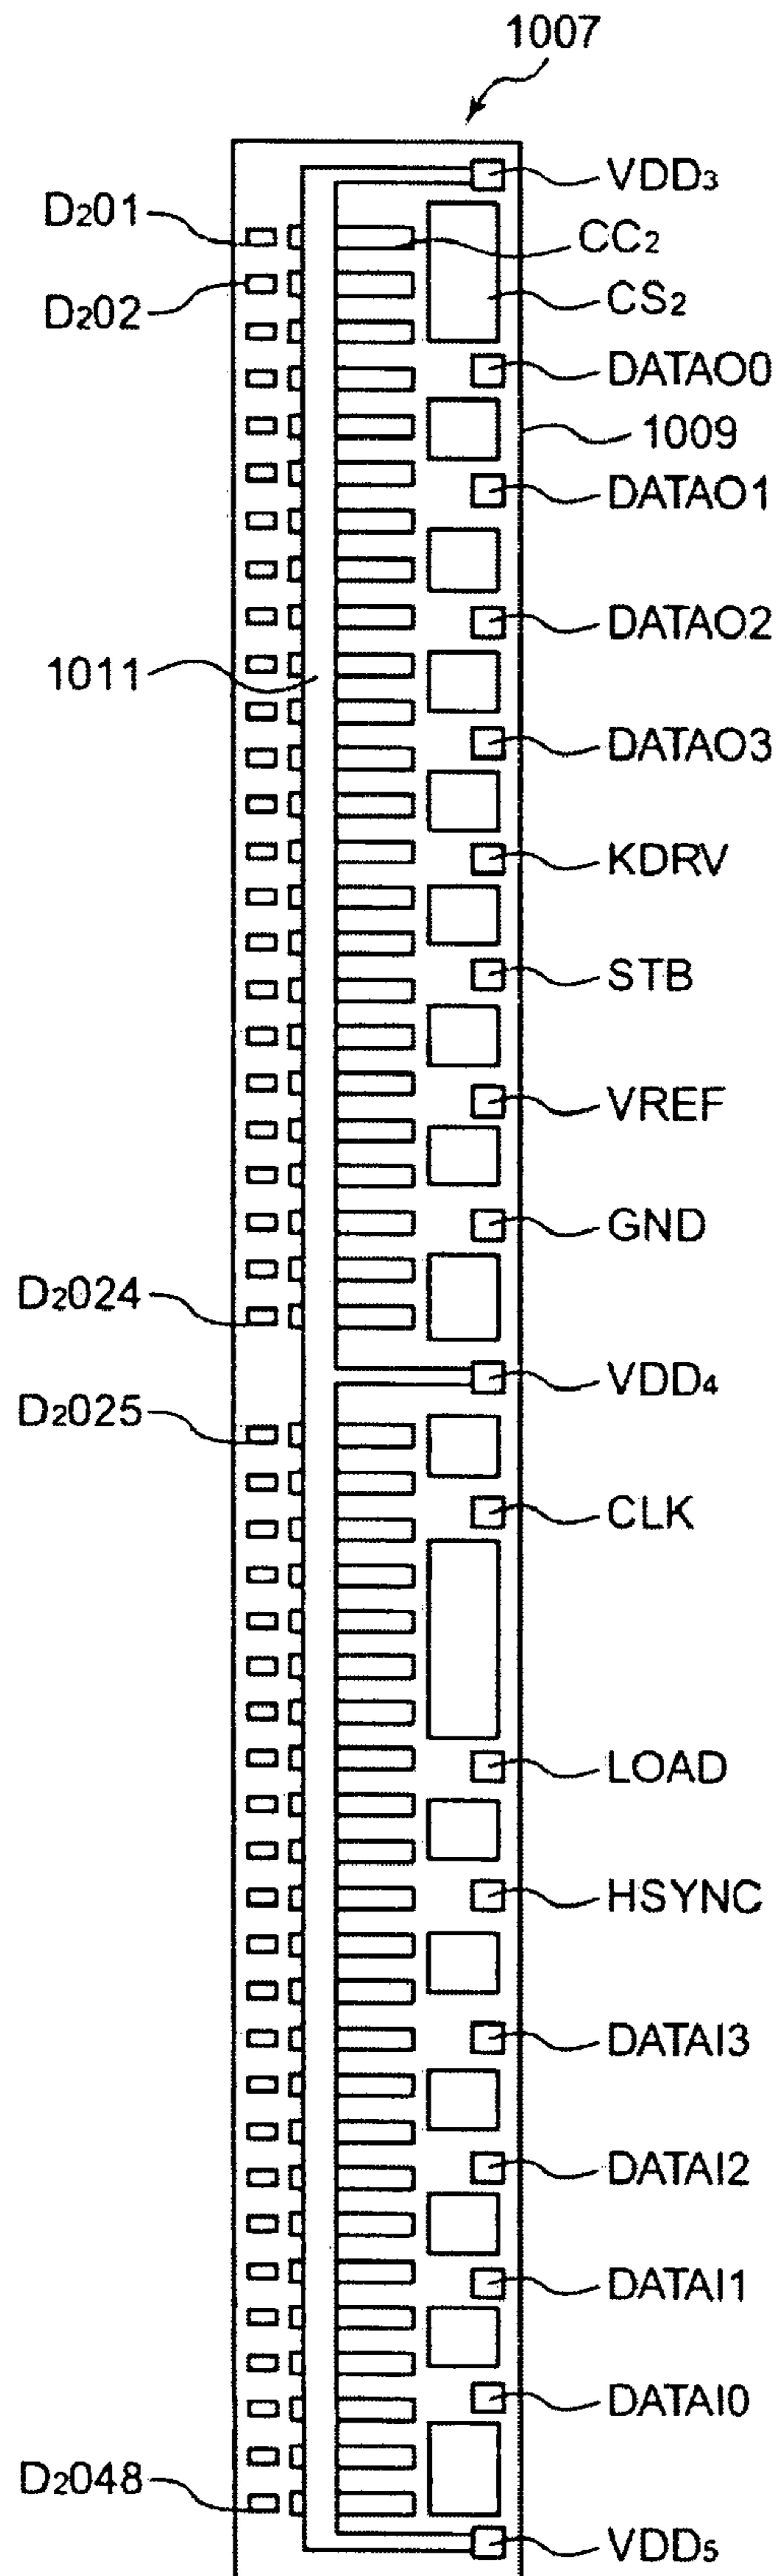 1007
VDD₃
D₂01
CC₂
D₂02
CS₂
DATAO0
1009
DATAO1
DATAO2
1011
DATAO3
KDRV
STB
VREF
GND
D₂024
VDD₄
D₂025
CLK
LOAD
HSYNC
DATAI3
DATAI2
DATAI1
DATAI0
D₂048
VDD₅